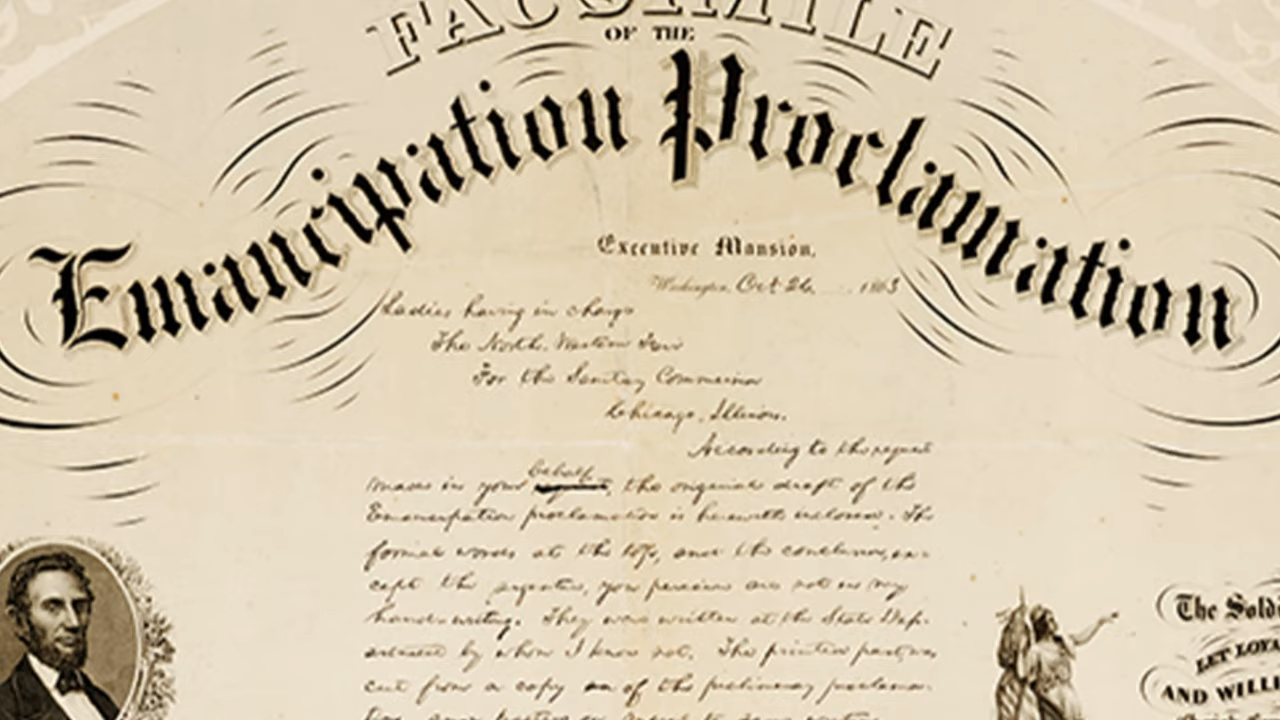 FACSIMILE
OF THE
Emancipation Proclamation
Executive Mansion,
Washington, Oct. 26, 1863
Ladies having in charge
The North-Western Fair
For the Sanitary Commission
Chicago, Illinois.
According to the request
made in your behalf, the original draft of the
Emancipation proclamation is herewith enclosed. The
formal words at the top, and the conclusion, ex-
cept the signature, you perceive are not in my
hand-writing. They were written at the State Dep-
artment by whom I know not. The printed part was
cut from a copy of the preliminary proclama-
The Sold
LET LOYA
AND WILLI